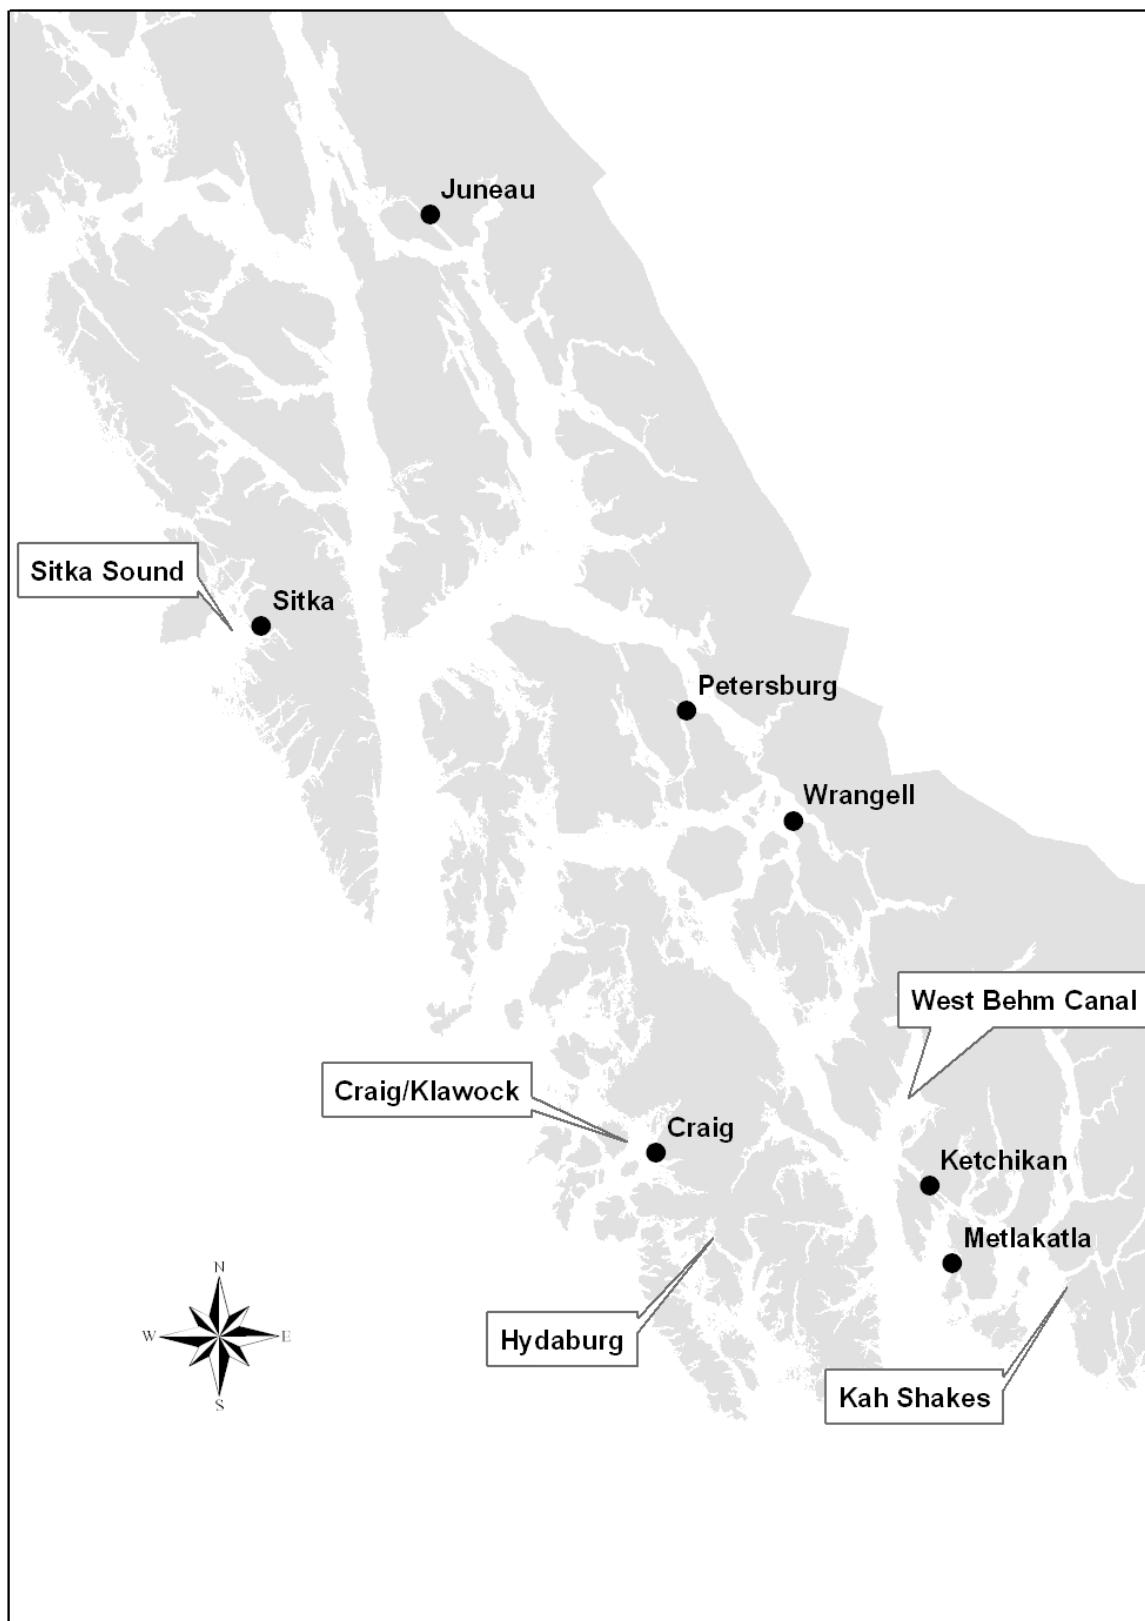 Juneau
Sitka Sound
Sitka
Petersburg
Wrangell
West Behm Canal
Craig/Klawock
Craig
Ketchikan
Metlakatla
N
W
E
S
Hydaburg
Kah Shakes